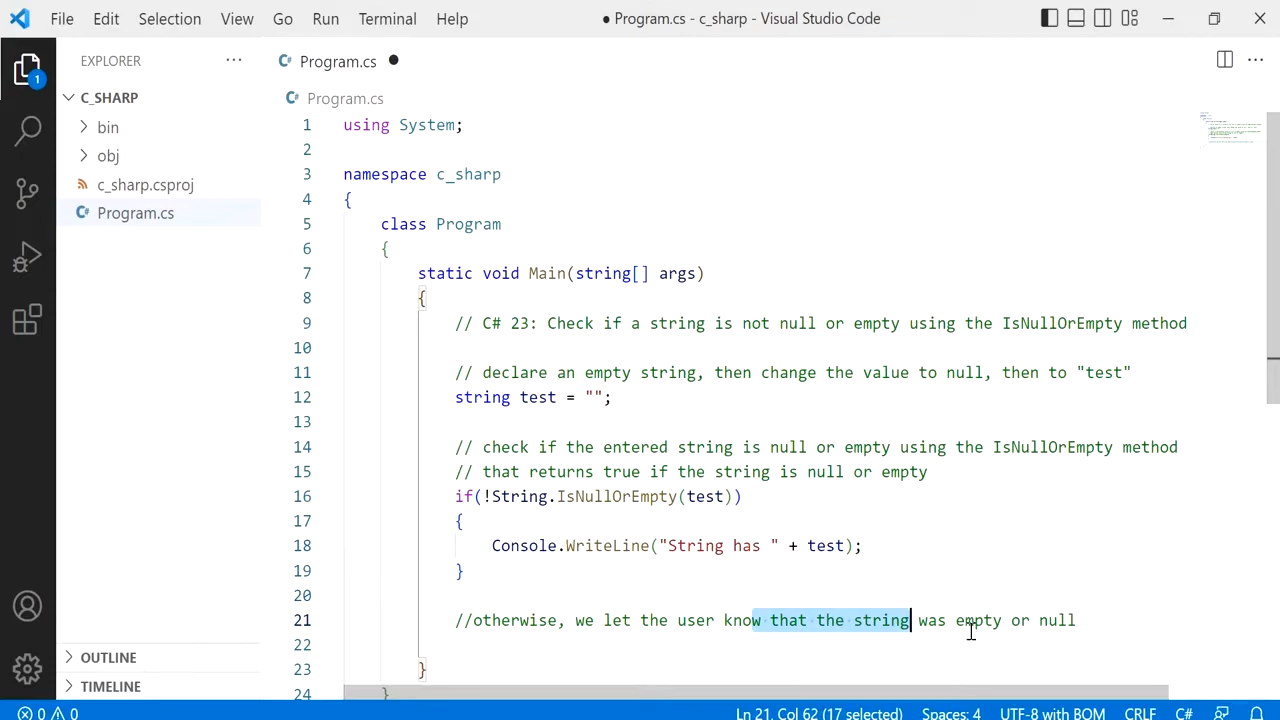 File Edit Selection View Go Run Terminal Help
● Program.cs - c_sharp - Visual Studio Code
EXPLORER
C_SHARP
bin
obj
c_sharp.csproj
Program.cs
OUTLINE
TIMELINE
1
Program.cs
Program.cs
1 using System;
2
3 namespace c_sharp
4 {
5 class Program
6 {
7 static void Main(string[] args)
8 {
9 // C# 23: Check if a string is not null or empty using the IsNullOrEmpty method
10
11 // declare an empty string, then change the value to null, then to "test"
12 string test = "";
13
14 // check if the entered string is null or empty using the IsNullOrEmpty method
15 // that returns true if the string is null or empty
16 if(!String.IsNullOrEmpty(test))
17 {
18 Console.WriteLine("String has " + test);
19 }
20
21 //otherwise, we let the user know that the string was empty or null
22
23 }
24 }
0 0 Ln 21, Col 62 (17 selected) Spaces: 4 UTF-8 with BOM CRLF C#